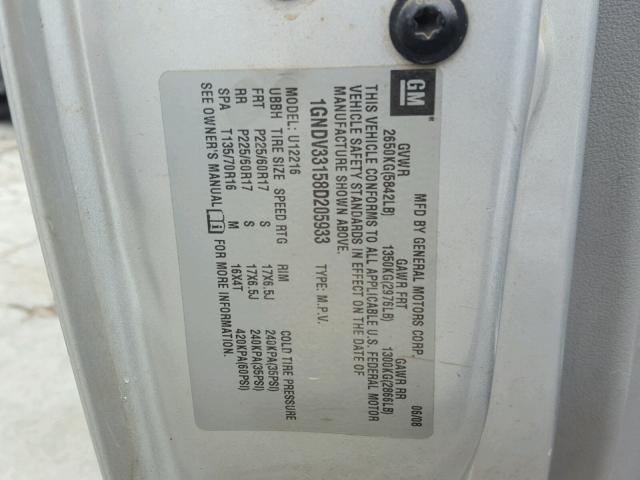 GM
MFD BY GENERAL MOTORS CORP. 06/08
GVWR GAWR FRT GAWR RR
2650KG(5842LB) 1350KG(2976LB) 1300KG(2866LB)
THIS VEHICLE CONFORMS TO ALL APPLICABLE U.S. FEDERAL MOTOR
VEHICLE SAFETY STANDARDS IN EFFECT ON THE DATE OF
MANUFACTURE SHOWN ABOVE.
1GNDV33158D205933 TYPE: M.P.V.
MODEL: U12216
UBBH TIRE SIZE SPEED RTG RIM COLD TIRE PRESSURE
FRT P225/60R17 S 17X6.5J 240KPA(35PSI)
RR P225/60R17 S 17X6.5J 240KPA(35PSI)
SPA T135/70R16 M 16X4T 420KPA(60PSI)
SEE OWNER'S MANUAL FOR MORE INFORMATION.